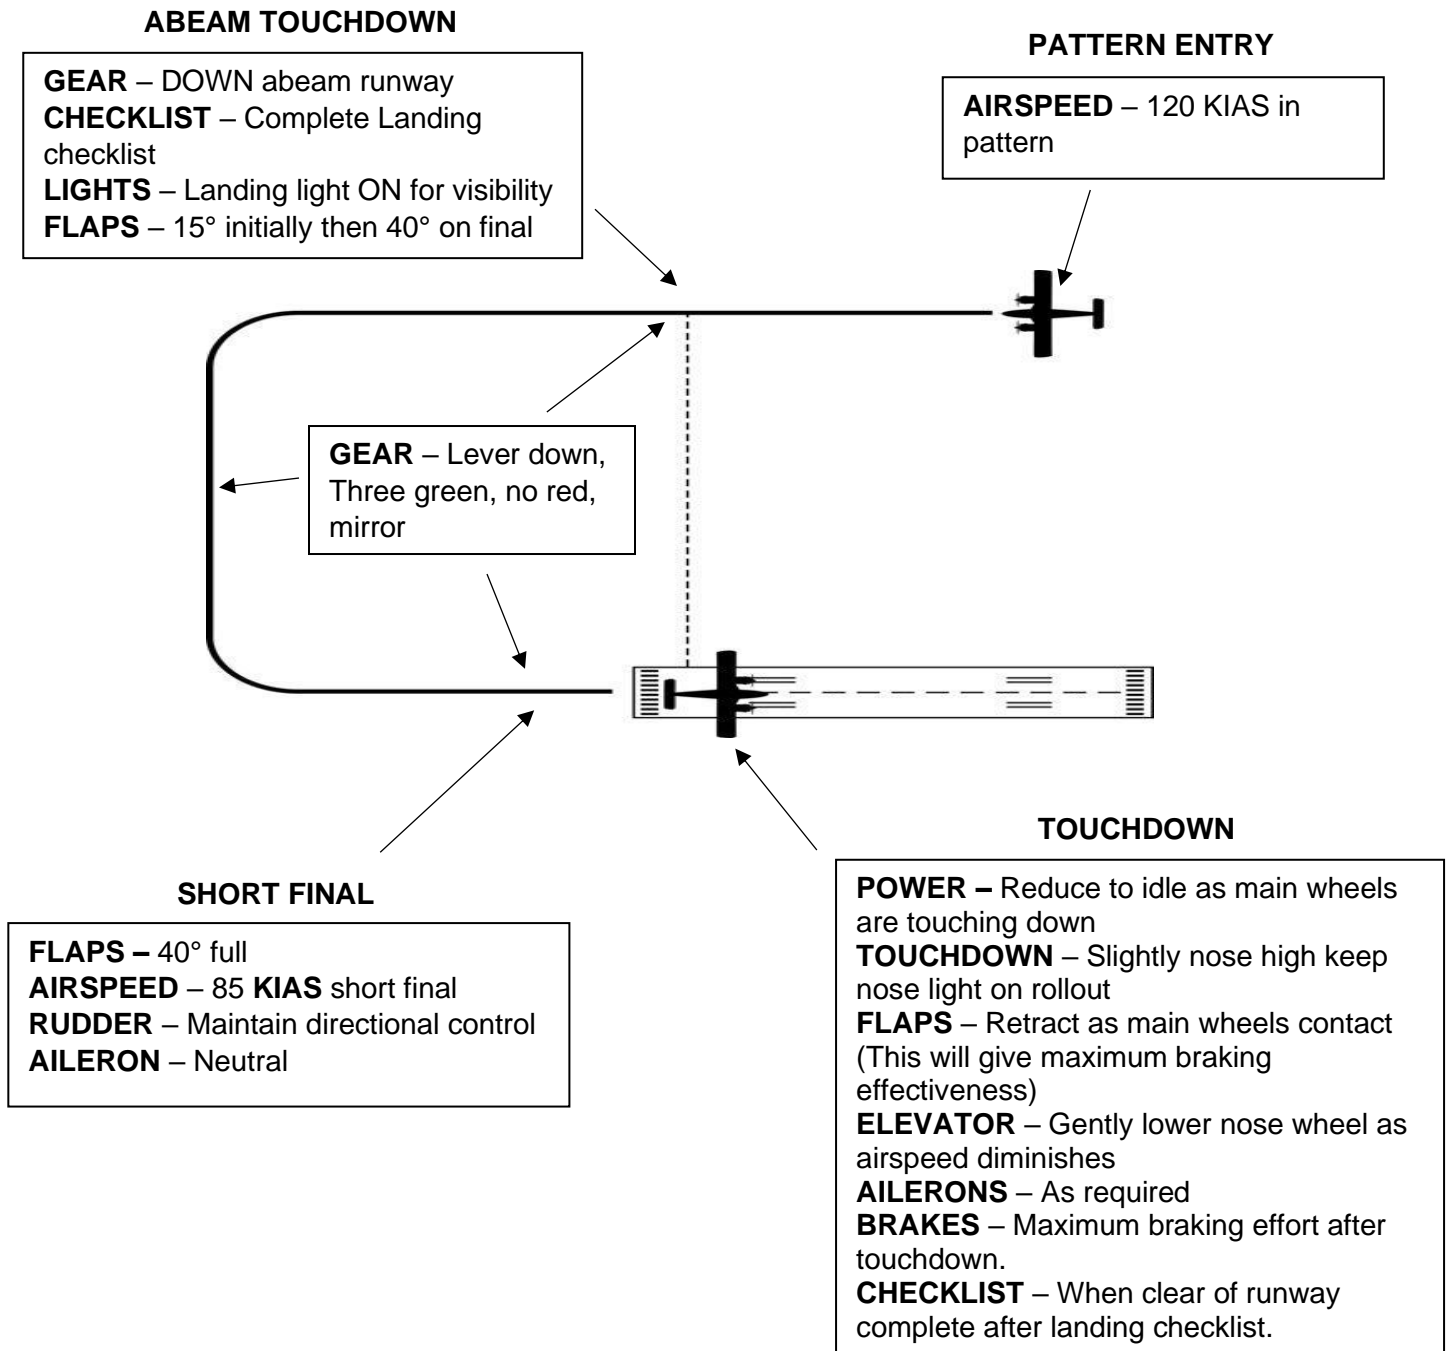 ABEAM TOUCHDOWN
GEAR – DOWN abeam runway
CHECKLIST – Complete Landing
checklist
LIGHTS – Landing light ON for visibility
FLAPS – 15° initially then 40° on final
PATTERN ENTRY
AIRSPEED – 120 KIAS in
pattern
GEAR – Lever down,
Three green, no red,
mirror
SHORT FINAL
FLAPS – 40° full
AIRSPEED – 85 KIAS short final
RUDDER – Maintain directional control
AILERON – Neutral
TOUCHDOWN
POWER – Reduce to idle as main wheels
are touching down
TOUCHDOWN – Slightly nose high keep
nose light on rollout
FLAPS – Retract as main wheels contact
(This will give maximum braking
effectiveness)
ELEVATOR – Gently lower nose wheel as
airspeed diminishes
AILERONS – As required
BRAKES – Maximum braking effort after
touchdown.
CHECKLIST – When clear of runway
complete after landing checklist.